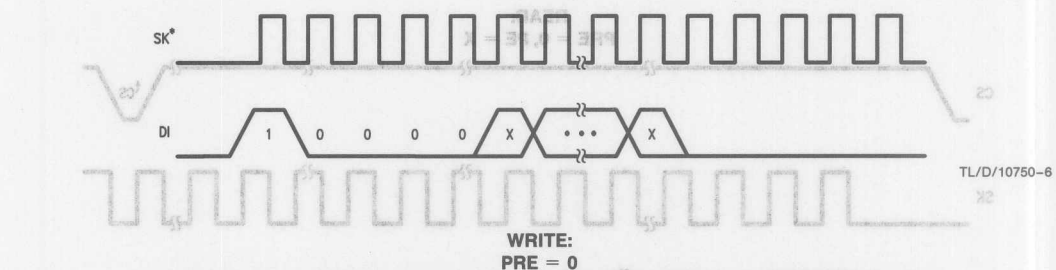 SK*
DI 1 0 0 0 0 X • • • X
TL/D/10750-6
WRITE:
PRE = 0